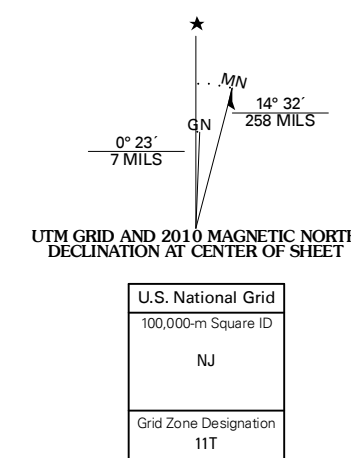 ★
MN
GN
14° 32´
258 MILS
0° 23´
7 MILS
UTM GRID AND 2010 MAGNETIC NORTH
DECLINATION AT CENTER OF SHEET
U.S. National Grid
100,000-m Square ID
NJ
Grid Zone Designation
11T